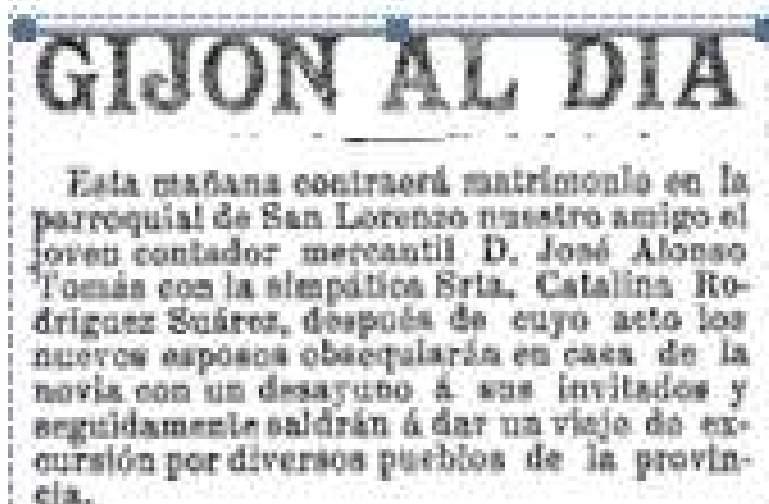 GIJON AL DIA
Esta mañana contraerá matrimonio en la
parroquial de San Lorenzo nuestro amigo el
joven contador mercantil D. José Alonso
Tomás con la simpática Srta. Catalina Ro-
dríguez Suárez, después de cuyo acto los
nuevos esposos obsequiarán en casa de la
novia con un desayuno á sus invitados y
seguidamente saldrán á dar un viaje de ex-
cursión por diversos pueblos de la provin-
cia.